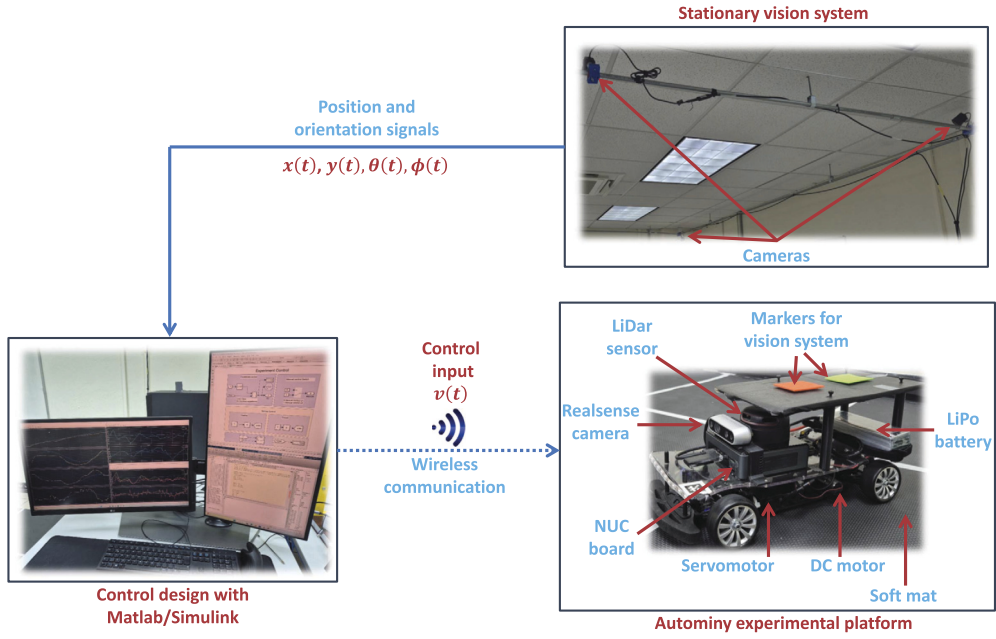 Stationary vision system
Position and
orientation signals
x(t), y(t), θ(t), ϕ(t)
Cameras
Control
input
v(t)
Wireless
communication
Control design with
Matlab/Simulink
LiDar
sensor
Markers for
vision system
Realsense
camera
LiPo
battery
NUC
board
Servomotor
DC motor
Soft mat
Autominy experimental platform